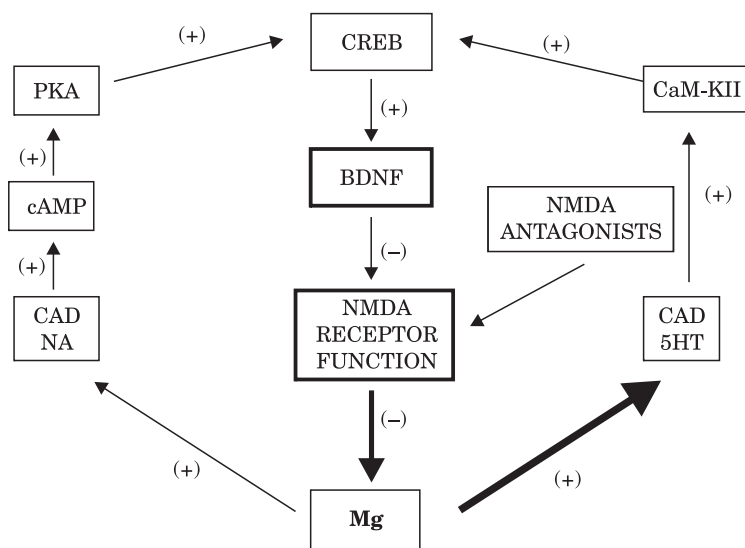 (+)
CREB
(+)
PKA
CaM-KII
(+)
(+)
BDNF
cAMP
NMDA
ANTAGONISTS
(+)
(+)
(–)
CAD
NA
NMDA
RECEPTOR
FUNCTION
CAD
5HT
(–)
(+)
(+)
Mg